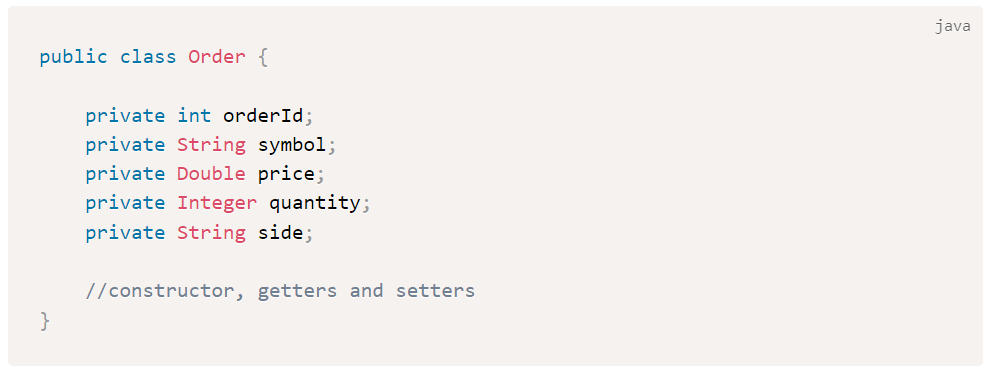 java
public class Order {
private int orderId;
private String symbol;
private Double price;
private Integer quantity;
private String side;
//constructor, getters and setters
}